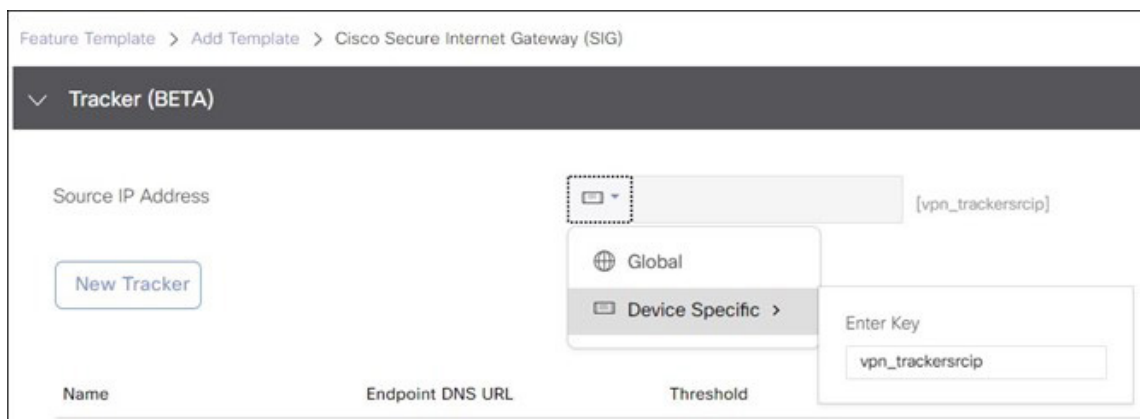 Feature Template > Add Template > Cisco Secure Internet Gateway (SIG)
Tracker (BETA)
Source IP Address
[vpn_trackersrcip]
Global
New Tracker
Device Specific >
Enter Key
vpn_trackersrcip
Name Endpoint DNS URL Threshold